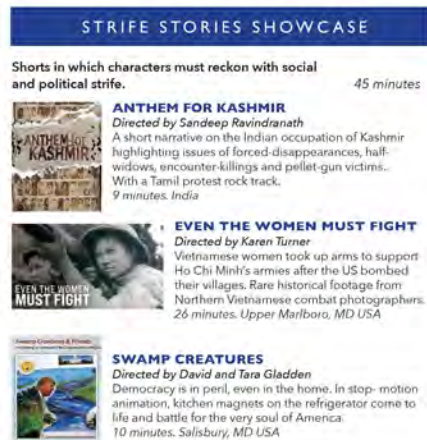 STRIFE STORIES SHOWCASE
Shorts in which characters must reckon with social
and political strife. 45 minutes
ANTHEM for
KASHMIR
ANTHEM FOR KASHMIR
Directed by Sandeep Ravindranath
A short narrative on the Indian occupation of Kashmir
highlighting issues of forced-disappearances, half-
widows, encounter-killings and pellet-gun victims..
With a Tamil protest rock track.
9 minutes. India
EVEN THE WOMEN
MUST FIGHT
EVEN THE WOMEN MUST FIGHT
Directed by Karen Turner
Vietnamese women took up arms to support
Ho Chi Minh's armies after the US bombed
their villages. Rare historical footage from
Northern Vietnamese combat photographers.
26 minutes. Upper Marlboro, MD USA
Swamp Creatures & Friends
SWAMP CREATURES
Directed by David and Tara Gladden
Democracy is in peril, even in the home. In stop- motion
animation, kitchen magnets on the refrigerator come to
life and battle for the very soul of America.
10 minutes. Salisbury, MD USA